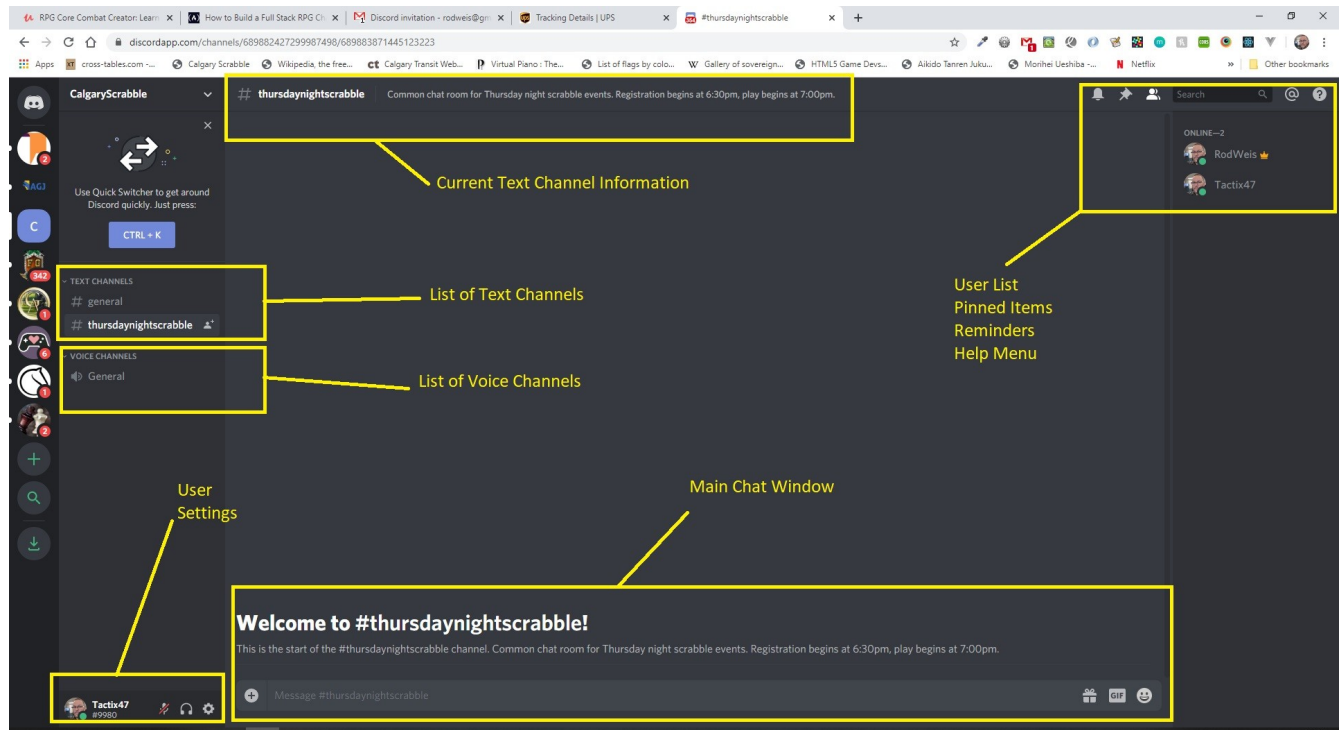 RPG Core Combat Creator: Learn
How to Build a Full Stack RPG Ch
Discord invitation - rodweis@gm
Tracking Details | UPS
#thursdaynightscrabble
discordapp.com/channels/689882427299987498/689883871445123223
Apps
cross-tables.com -...
Calgary Scrabble
Wikipedia, the free...
Calgary Transit Web...
Virtual Piano : The...
List of flags by colo...
Gallery of sovereign...
HTML5 Game Devs...
Aikido Tanren Juku...
Morihei Ueshiba -...
Netflix
Other bookmarks
CalgaryScrabble
thursdaynightscrabble
Common chat room for Thursday night scrabble events. Registration begins at 6:30pm, play begins at 7:00pm.
Search
ONLINE—2
RodWeis
Tactix47
2
AGJ
C
342
1
6
1
2
Use Quick Switcher to get around
Discord quickly. Just press:
CTRL + K
TEXT CHANNELS
# general
# thursdaynightscrabble
VOICE CHANNELS
General
Current Text Channel Information
List of Text Channels
List of Voice Channels
User List
Pinned Items
Reminders
Help Menu
User
Settings
Main Chat Window
Welcome to #thursdaynightscrabble!
This is the start of the #thursdaynightscrabble channel. Common chat room for Thursday night scrabble events. Registration begins at 6:30pm, play begins at 7:00pm.
Message #thursdaynightscrabble
GIF
Tactix47
#9980